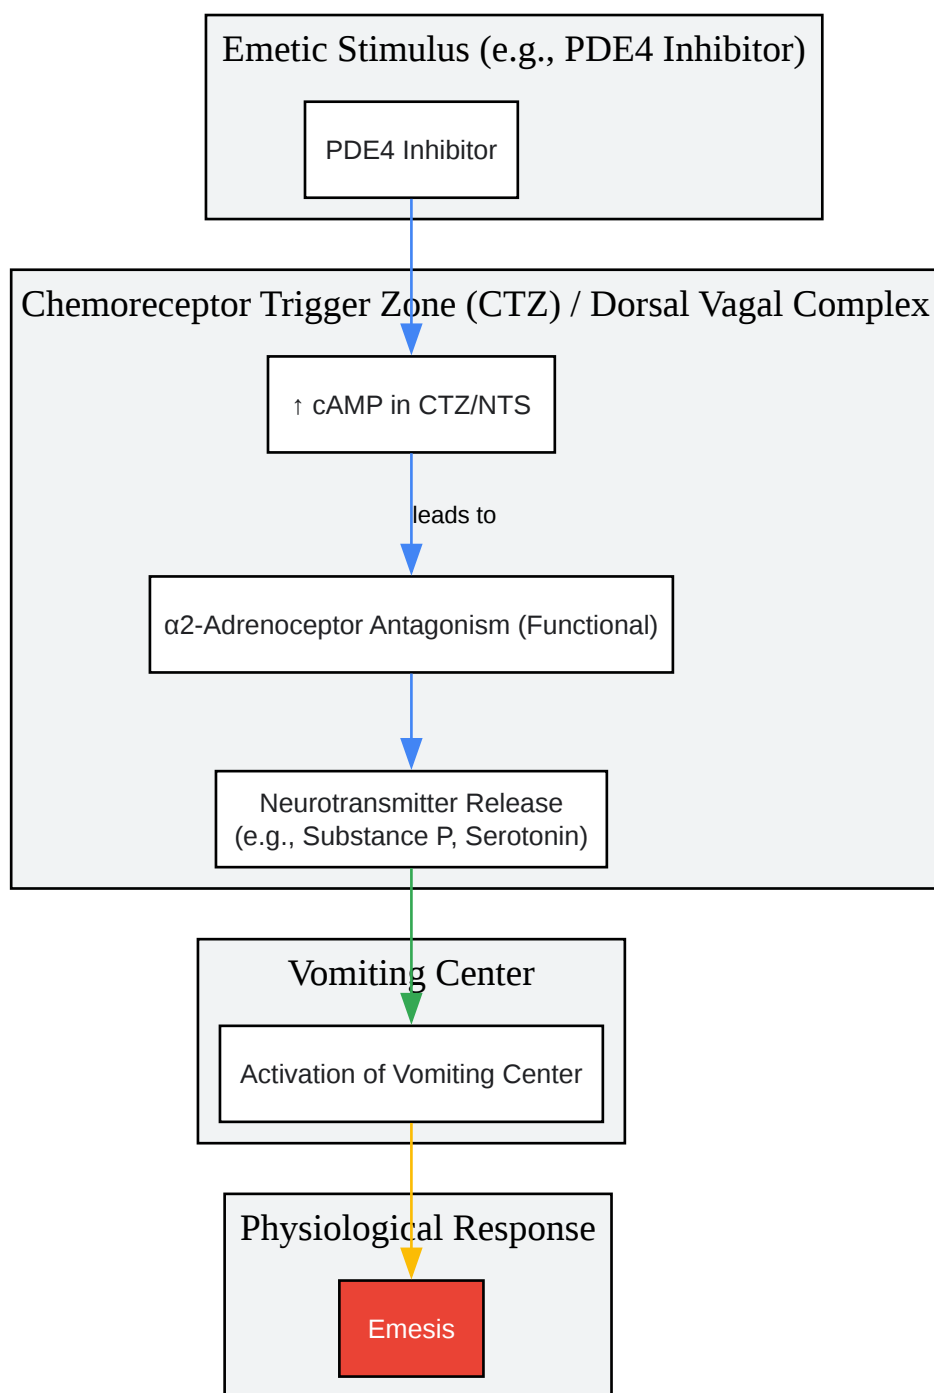 Emetic Stimulus (e.g., PDE4 Inhibitor)
PDE4 Inhibitor
Chemoreceptor Trigger Zone (CTZ) / Dorsal Vagal Complex
↑ cAMP in CTZ/NTS
leads to
α2-Adrenoceptor Antagonism (Functional)
Neurotransmitter Release
(e.g., Substance P, Serotonin)
Vomiting Center
Activation of Vomiting Center
Physiological Response
Emesis